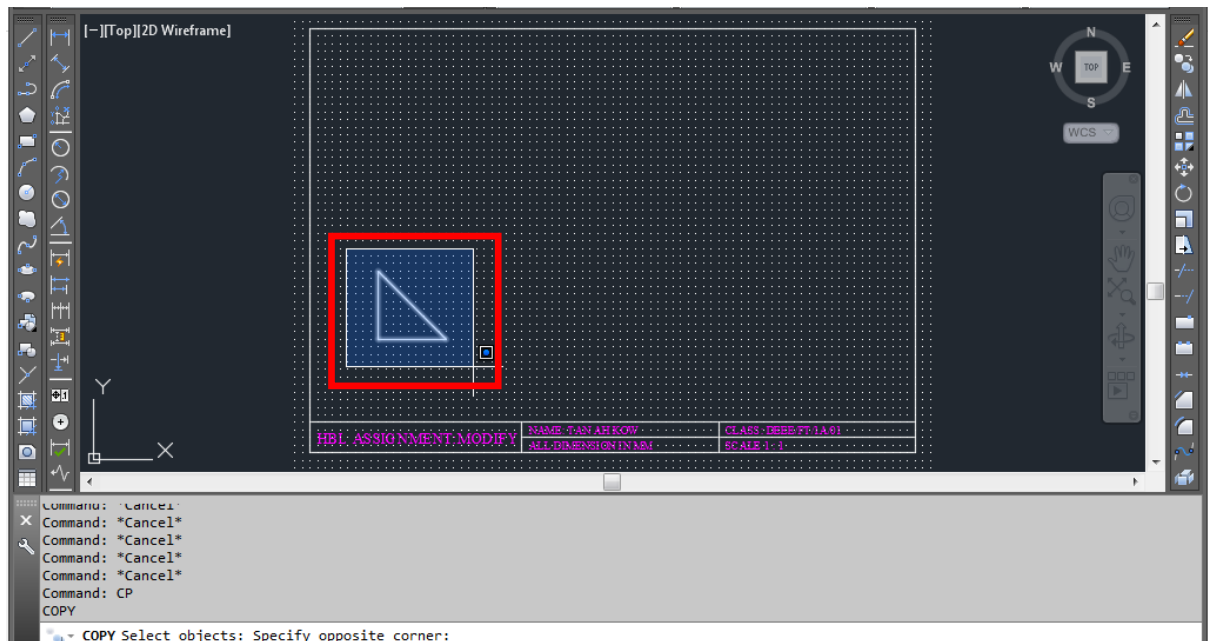 [−][Top][2D Wireframe]
N
W TOP E
S
WCS
Y
X
HBL ASSIGNMENT:MODIFY
NAME: TAN AH KOW
CLASS: DEEE/FT/1A/01
ALL DIMENSION IN MM
SCALE 1 : 1
Command: *Cancel*
Command: *Cancel*
Command: *Cancel*
Command: *Cancel*
Command: *Cancel*
Command: CP
COPY
COPY Select objects: Specify opposite corner: